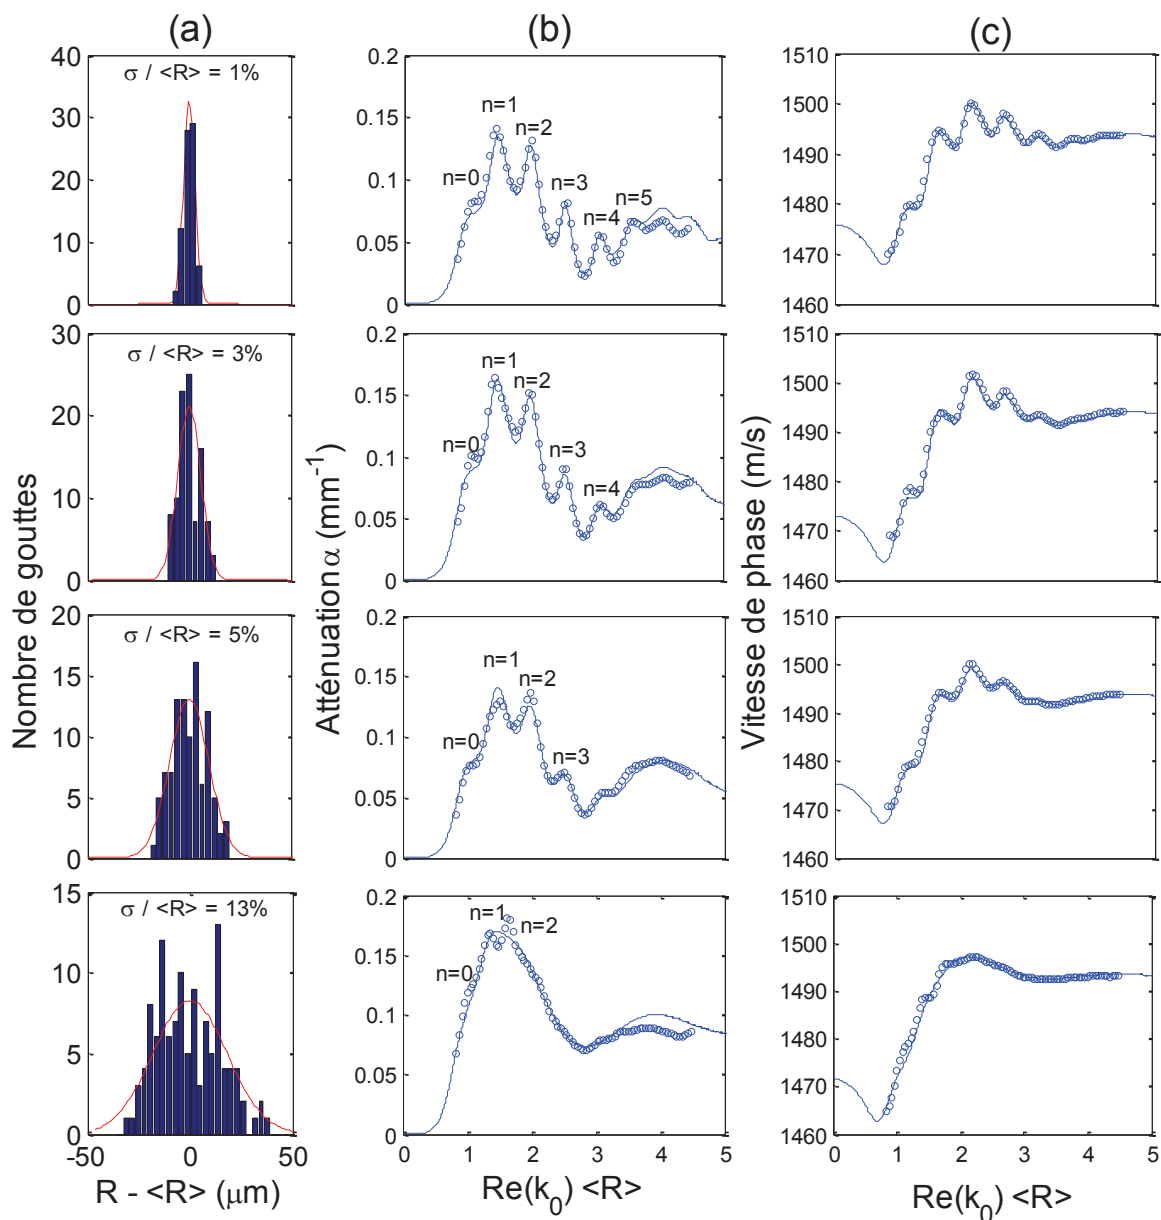 (a)
(b)
(c)
Nombre de gouttes
Atténuation α (mm⁻¹)
Vitesse de phase (m/s)
40
30
20
10
0
σ / <R> = 1%
0.2
0.15
0.1
0.05
0
n=0
n=1
n=2
n=3
n=4
n=5
1510
1500
1490
1480
1470
1460
30
20
10
0
σ / <R> = 3%
0.2
0.15
0.1
0.05
0
n=0
n=1
n=2
n=3
n=4
1510
1500
1490
1480
1470
1460
20
15
10
5
0
σ / <R> = 5%
0.2
0.15
0.1
0.05
0
n=0
n=1
n=2
n=3
1510
1500
1490
1480
1470
1460
15
10
5
0
σ / <R> = 13%
-50 0 50
R - <R> (μm)
0.2
0.15
0.1
0.05
0
n=0
n=1
n=2
0 1 2 3 4 5
Re(k₀) <R>
1510
1500
1490
1480
1470
1460
0 1 2 3 4 5
Re(k₀) <R>